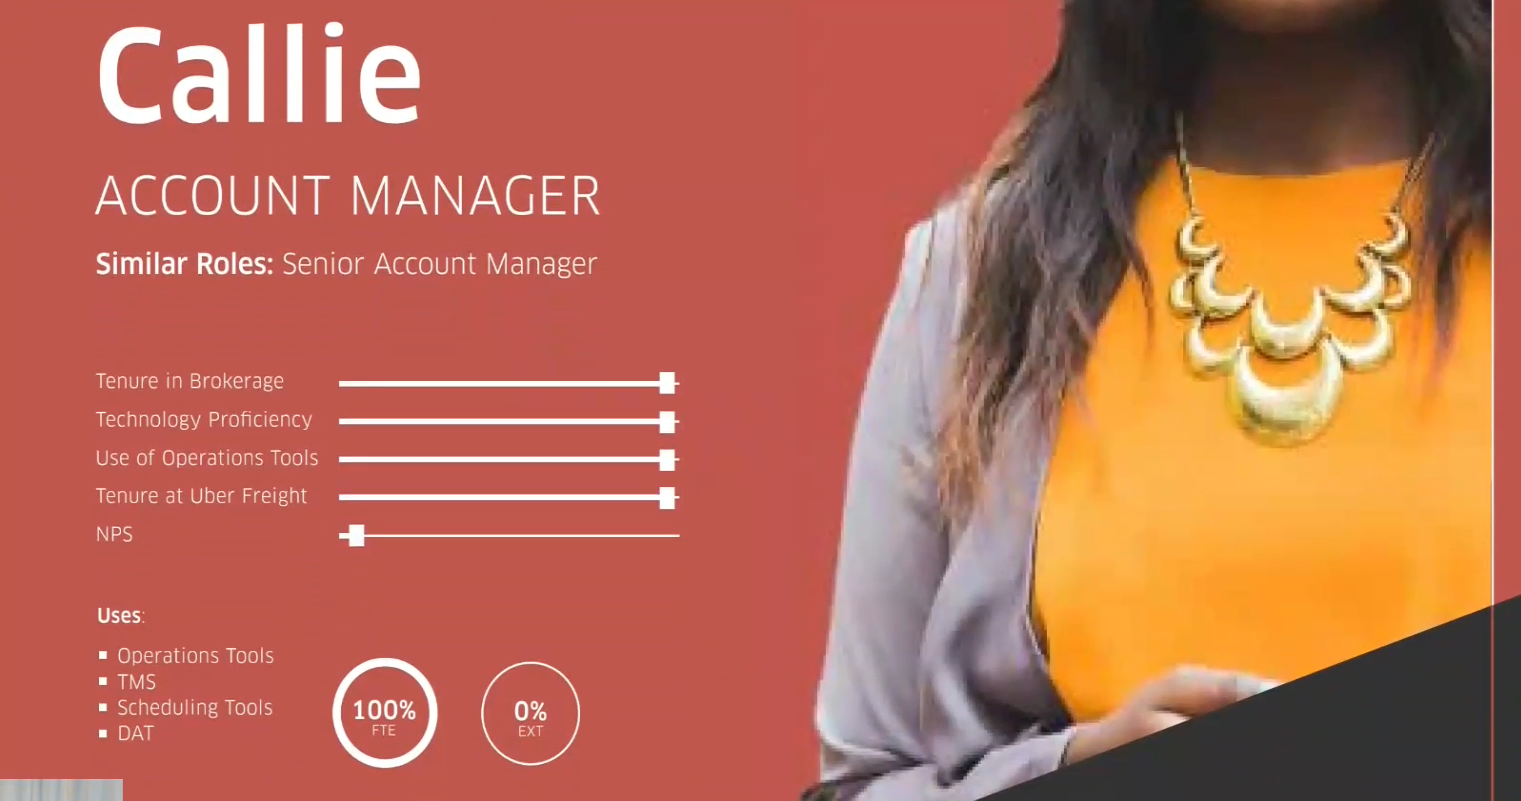 Callie
ACCOUNT MANAGER
Similar Roles: Senior Account Manager
Tenure in Brokerage
Technology Proficiency
Use of Operations Tools
Tenure at Uber Freight
NPS
Uses:
Operations Tools
TMS
Scheduling Tools
DAT
100%
FTE
0%
EXT